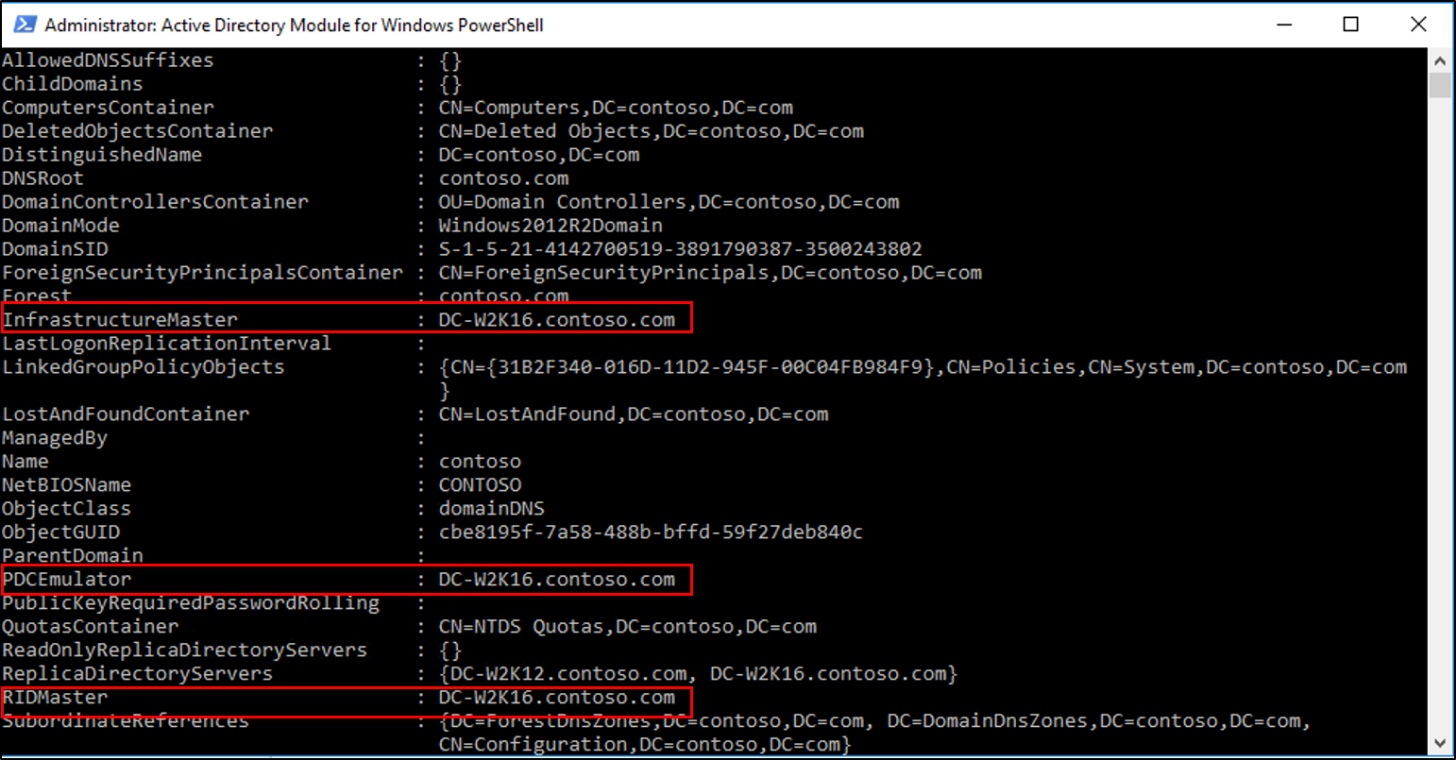 Administrator: Active Directory Module for Windows PowerShell
AllowedDNSSuffixes : {}
ChildDomains : {}
ComputersContainer : CN=Computers,DC=contoso,DC=com
DeletedObjectsContainer : CN=Deleted Objects,DC=contoso,DC=com
DistinguishedName : DC=contoso,DC=com
DNSRoot : contoso.com
DomainControllersContainer : OU=Domain Controllers,DC=contoso,DC=com
DomainMode : Windows2012R2Domain
DomainSID : S-1-5-21-4142700519-3891790387-3500243802
ForeignSecurityPrincipalsContainer : CN=ForeignSecurityPrincipals,DC=contoso,DC=com
Forest : contoso.com
InfrastructureMaster : DC-W2K16.contoso.com
LastLogonReplicationInterval :
LinkedGroupPolicyObjects : {CN={31B2F340-016D-11D2-945F-00C04FB984F9},CN=Policies,CN=System,DC=contoso,DC=com
}
LostAndFoundContainer : CN=LostAndFound,DC=contoso,DC=com
ManagedBy :
Name : contoso
NetBIOSName : CONTOSO
ObjectClass : domainDNS
ObjectGUID : cbe8195f-7a58-488b-bffd-59f27deb840c
ParentDomain :
PDCEmulator : DC-W2K16.contoso.com
PublicKeyRequiredPasswordRolling :
QuotasContainer : CN=NTDS Quotas,DC=contoso,DC=com
ReadOnlyReplicaDirectoryServers : {}
ReplicaDirectoryServers : {DC-W2K12.contoso.com, DC-W2K16.contoso.com}
RIDMaster : DC-W2K16.contoso.com
SubordinateReferences : {DC=ForestDnsZones,DC=contoso,DC=com, DC=DomainDnsZones,DC=contoso,DC=com,
CN=Configuration,DC=contoso,DC=com}